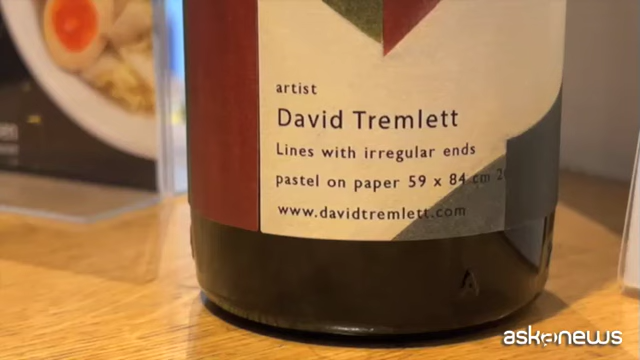 artist
David Tremlett
Lines with irregular ends
pastel on paper 59 x 84 cm
www.davidtremlett.com
askanews